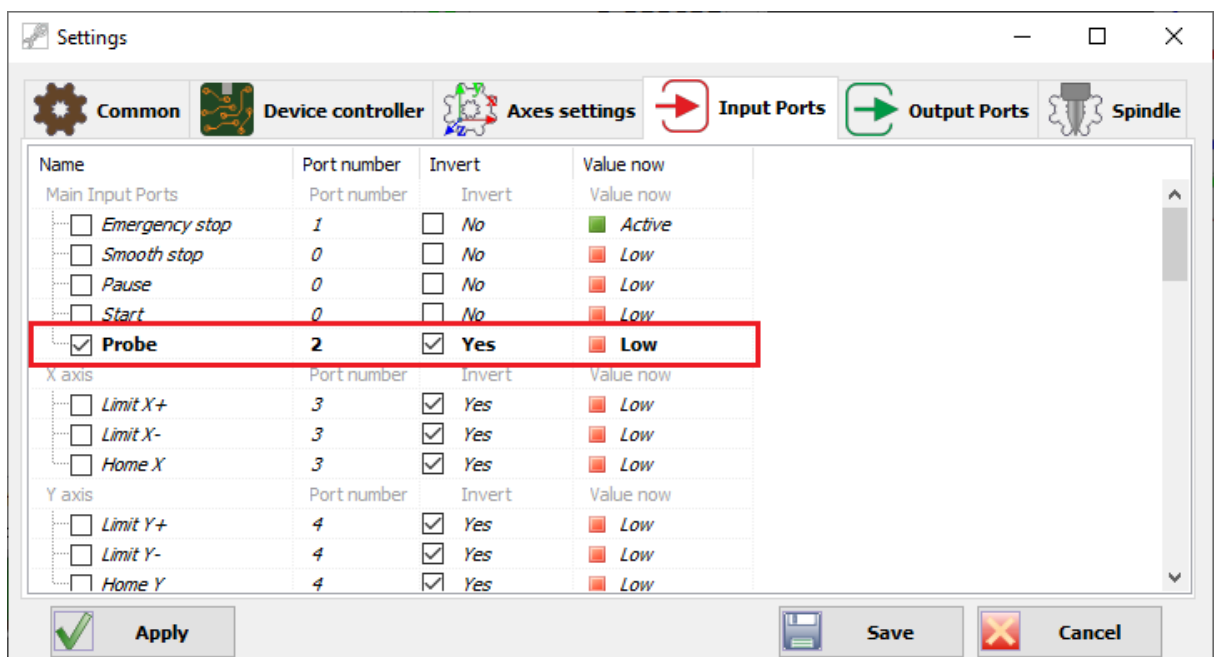 Settings
Common Device controller Axes settings Input Ports Output Ports Spindle
Name Port number Invert Value now
Main Input Ports Port number Invert Value now
Emergency stop 1 No Active
Smooth stop 0 No Low
Pause 0 No Low
Start 0 No Low
Probe 2 Yes Low
X axis Port number Invert Value now
Limit X+ 3 Yes Low
Limit X- 3 Yes Low
Home X 3 Yes Low
Y axis Port number Invert Value now
Limit Y+ 4 Yes Low
Limit Y- 4 Yes Low
Home Y 4 Yes Low
Apply Save Cancel